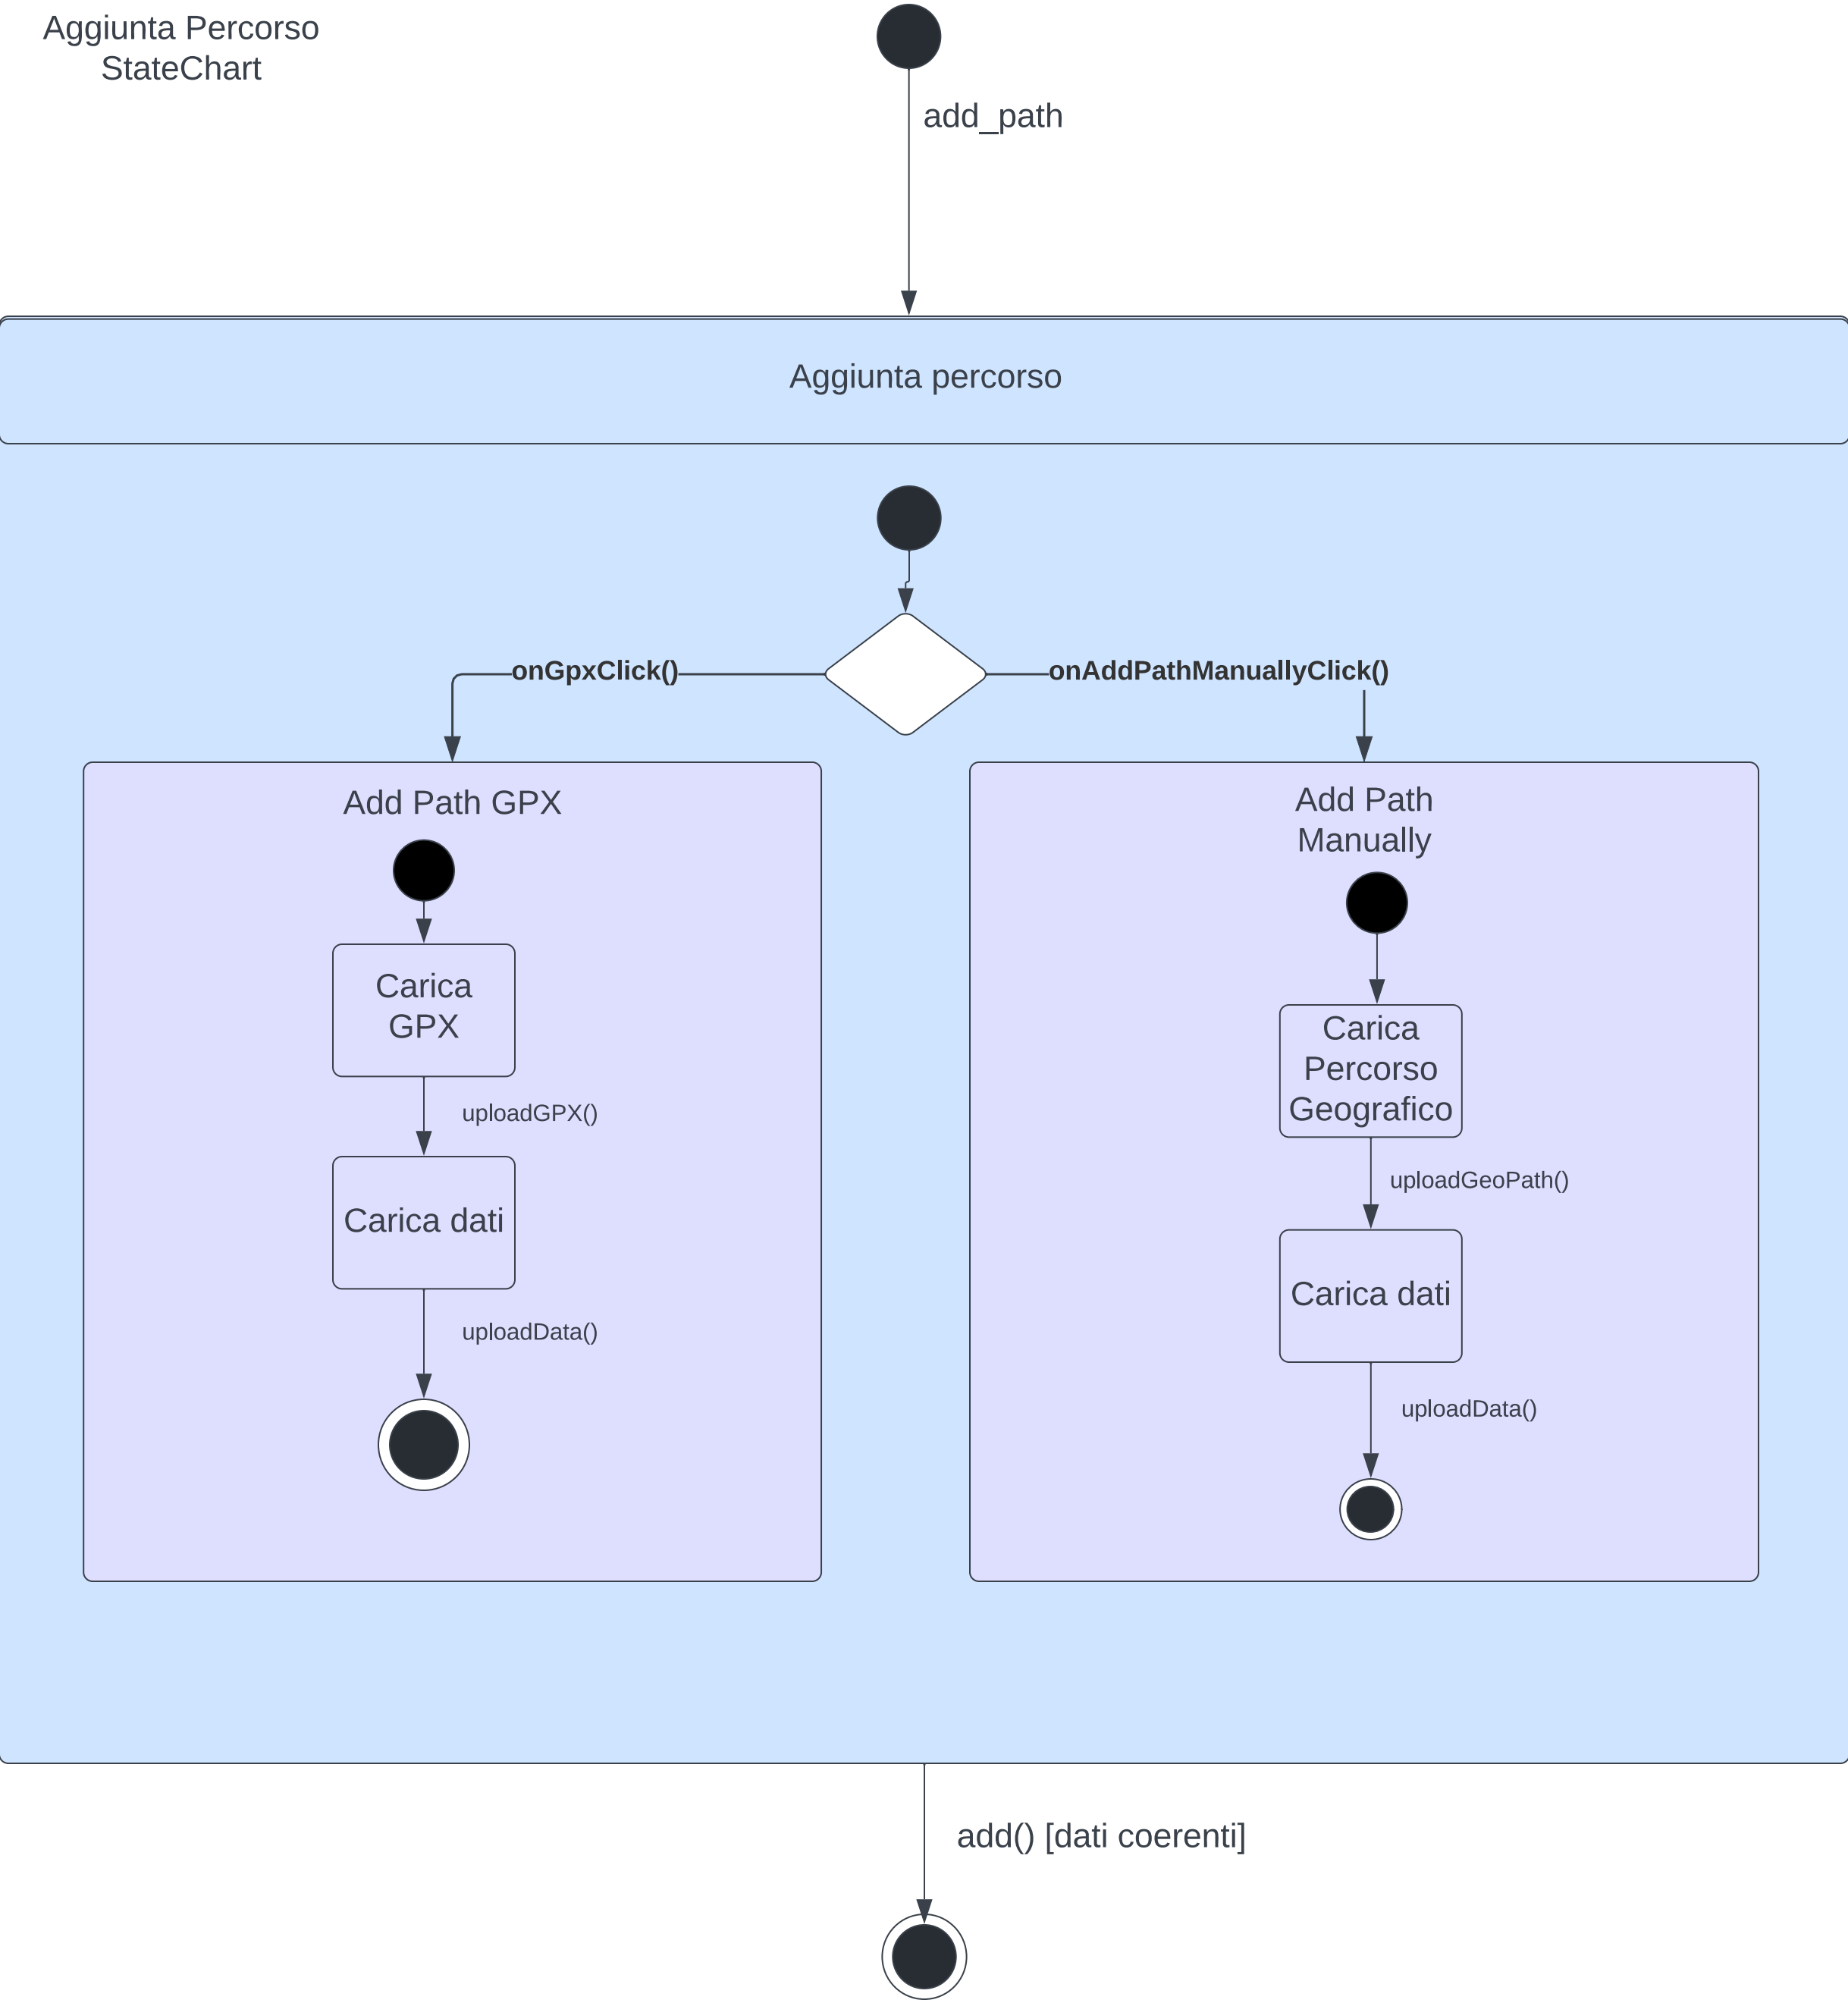 Aggiunta Percorso
StateChart
add_path
Aggiunta percorso
onGpxClick()
onAddPathManuallyClick()
Add Path GPX
Carica
GPX
uploadGPX()
Carica dati
uploadData()
Add Path
Manually
Carica
Percorso
Geografico
uploadGeoPath()
Carica dati
uploadData()
add() [dati coerenti]